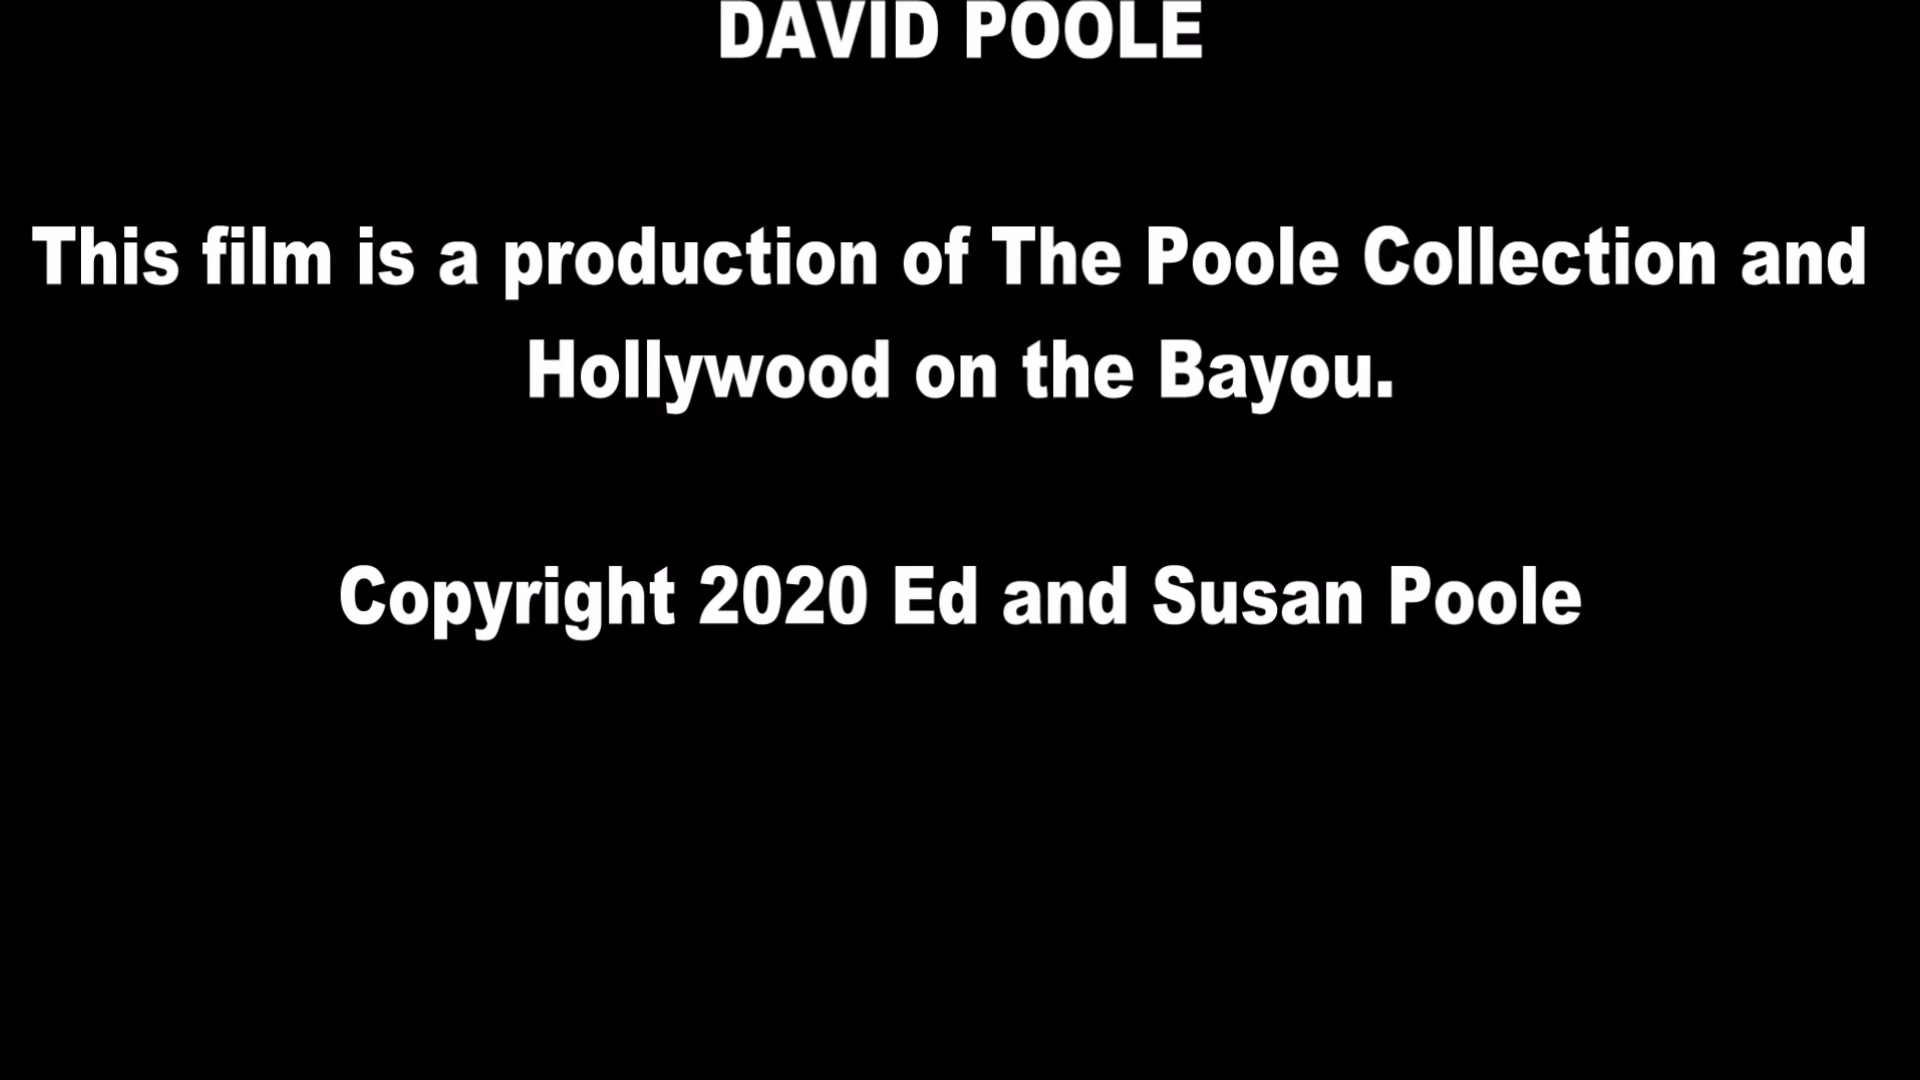 DAVID POOLE
This film is a production of The Poole Collection and
Hollywood on the Bayou.
Copyright 2020 Ed and Susan Poole